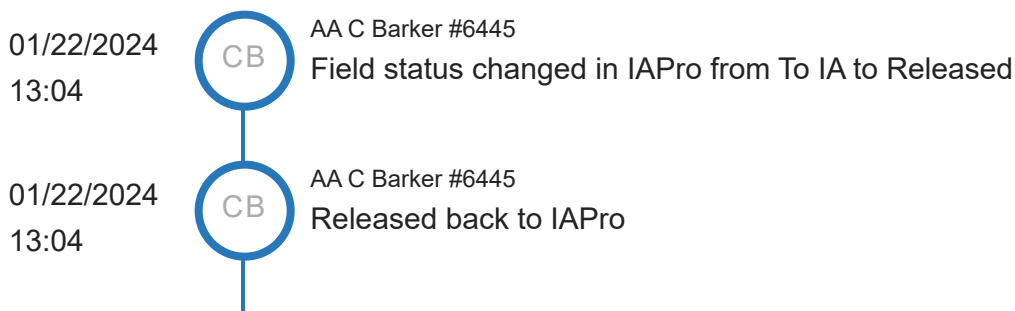 01/22/2024
13:04
CB
AA C Barker #6445
Field status changed in IAPro from To IA to Released
01/22/2024
13:04
CB
AA C Barker #6445
Released back to IAPro